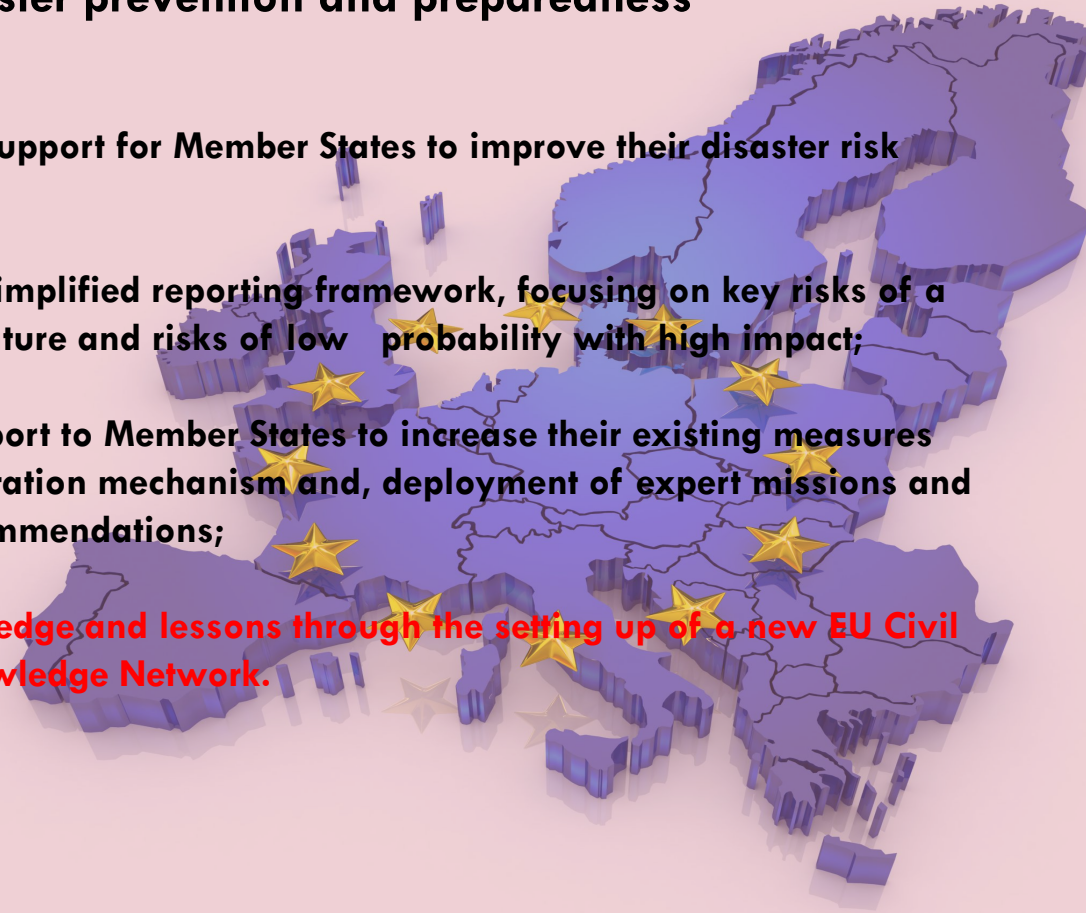 ster prevention and preparedness
upport for Member States to improve their disaster risk
implified reporting framework, focusing on key risks of a
ture and risks of low probability with high impact;
port to Member States to increase their existing measures
ration mechanism and, deployment of expert missions and
mmendations;
edge and lessons through the setting up of a new EU Civil
wledge Network.